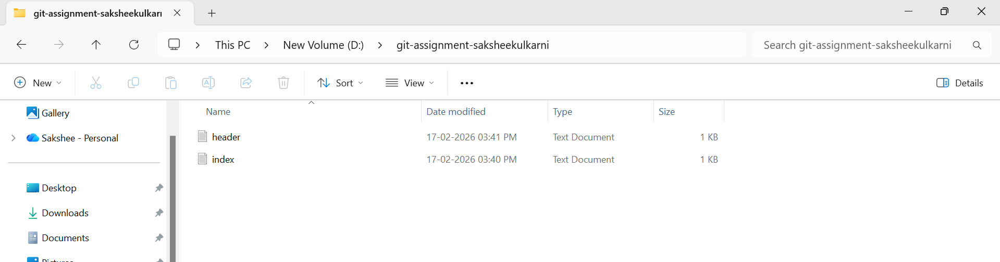 git-assignment-saksheekulkarı
This PC > New Volume (D:) > git-assignment-saksheekulkarni
Search git-assignment-saksheekulkarni
New
Sort
View
Details
Gallery
Sakshee - Personal
Desktop
Downloads
Documents
Name Date modified Type Size
header 17-02-2026 03:41 PM Text Document 1 KB
index 17-02-2026 03:40 PM Text Document 1 KB